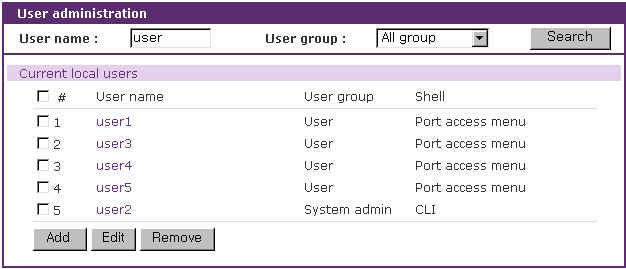 User administration
User name : user User group : All group Search
Current local users
# User name User group Shell
1 user1 User Port access menu
2 user3 User Port access menu
3 user4 User Port access menu
4 user5 User Port access menu
5 user2 System admin CLI
Add Edit Remove